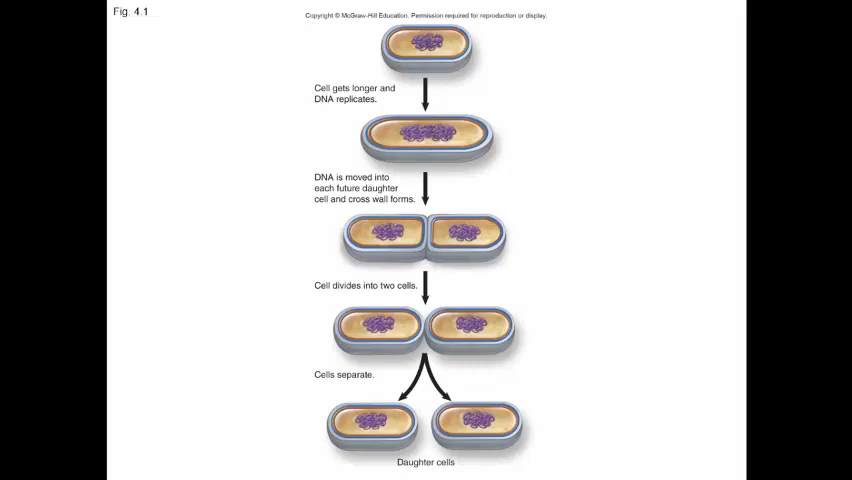 Fig. 4.1
Copyright © McGraw-Hill Education. Permission required for reproduction or display.
Cell gets longer and
DNA replicates.
DNA is moved into
each future daughter
cell and cross wall forms.
Cell divides into two cells.
Cells separate.
Daughter cells